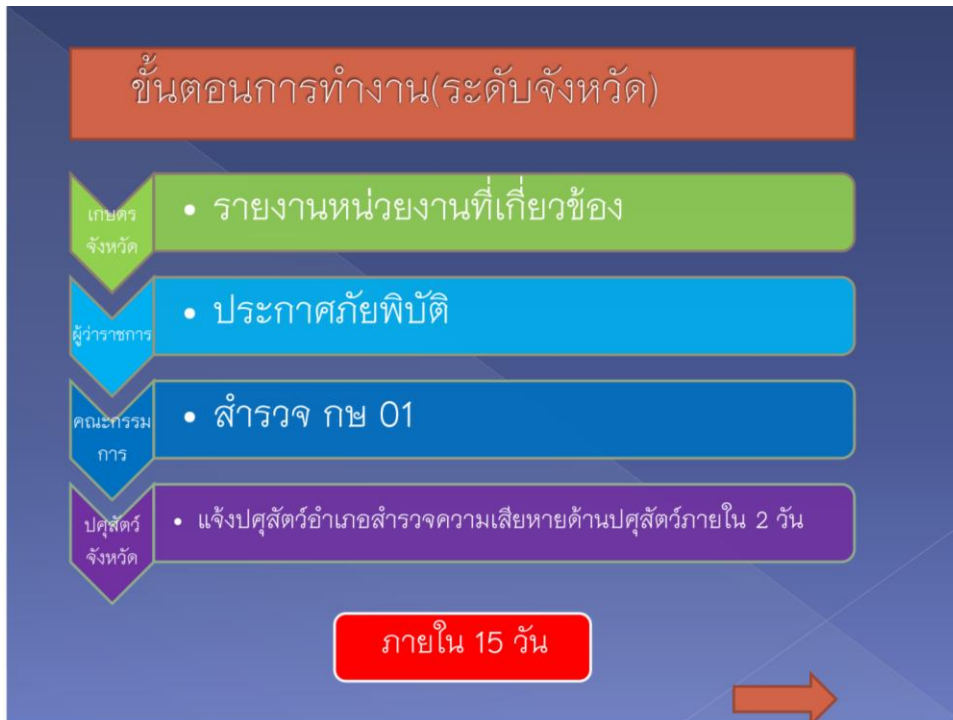 ขั้นตอนการทำงาน(ระดับจังหวัด)
เกษตร
จังหวัด
• รายงานหน่วยงานที่เกี่ยวข้อง
ผู้ว่าราชการ
• ประกาศภัยพิบัติ
คณะกรรม
การ
• สำรวจ กษ 01
ปศุสัตว์
จังหวัด
• แจ้งปศุสัตว์อำเภอสำรวจความเสียหายด้านปศุสัตว์ภายใน 2 วัน
ภายใน 15 วัน